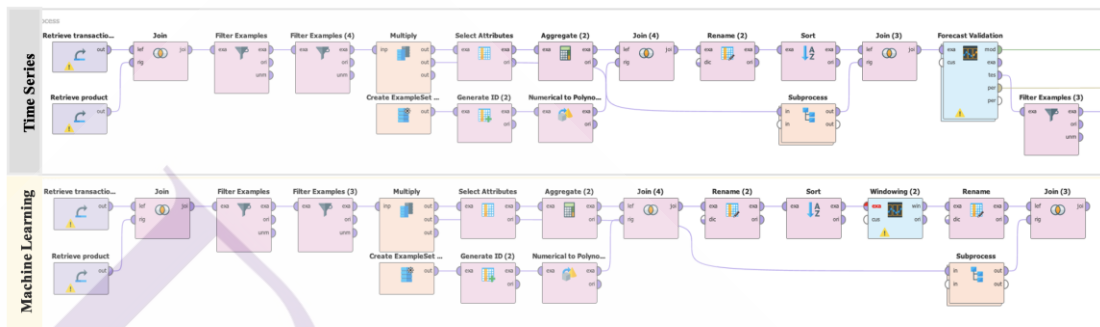 Time Series
Retrieve transactio...
out
Join
lef
rig
joi
Filter Examples
exa
exa
ori
unm
Filter Examples (4)
exa
exa
ori
unm
Multiply
inp
out
out
out
Select Attributes
exa
exa
ori
Aggregate (2)
exa
exa
ori
Join (4)
lef
rig
joi
Rename (2)
exa
dic
exa
ori
Sort
exa
exa
ori
Join (3)
lef
rig
joi
Forecast Validation
exa
cus
mod
exa
tes
per
per
Retrieve product
out
Create ExampleSet ...
out
Generate ID (2)
exa
exa
ori
Numerical to Polyno...
exa
exa
ori
Subprocess
in
in
out
out
Filter Examples (3)
exa
exa
ori
unm
Machine Learning
Retrieve transactio...
out
Join
lef
rig
joi
Filter Examples
exa
exa
ori
unm
Filter Examples (3)
exa
exa
ori
unm
Multiply
inp
out
out
out
Select Attributes
exa
exa
ori
Aggregate (2)
exa
exa
ori
Join (4)
lef
rig
joi
Rename (2)
exa
dic
exa
ori
Sort
exa
exa
ori
Windowing (2)
cus
win
ori
Rename
exa
dic
exa
ori
Join (3)
lef
rig
joi
Retrieve product
out
Create ExampleSet ...
out
Generate ID (2)
exa
exa
ori
Numerical to Polyno...
exa
exa
ori
Subprocess
in
in
out
out